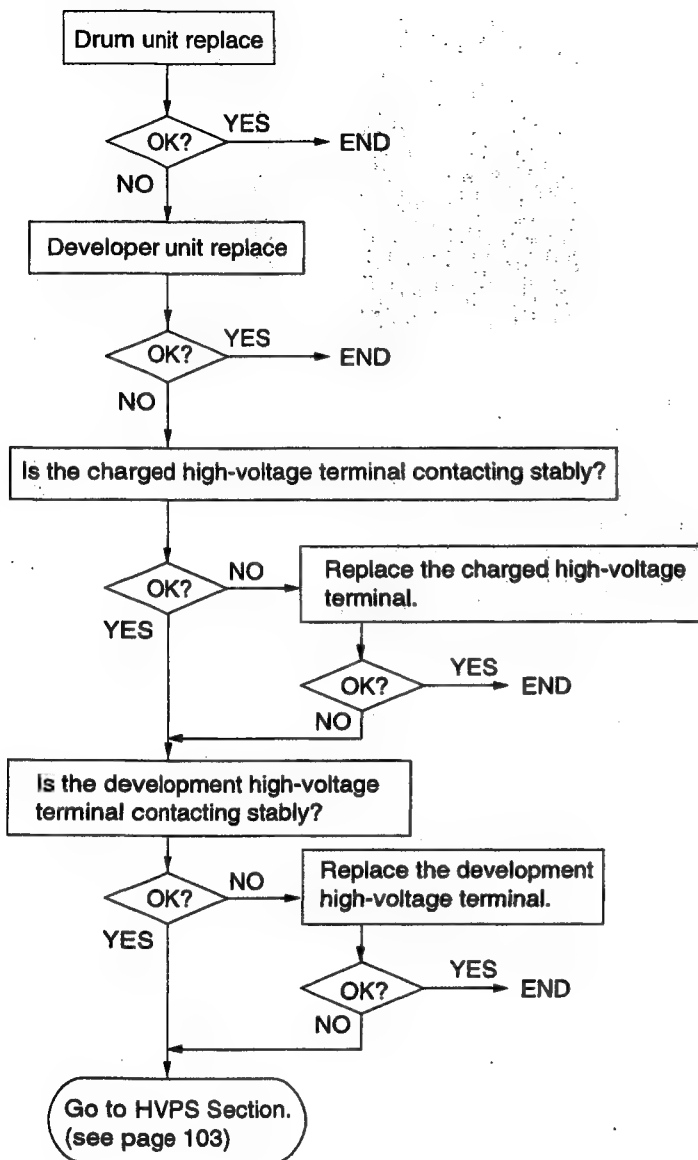 Drum unit replace
OK?
YES
END
NO
Developer unit replace
OK?
YES
END
NO
Is the charged high-voltage terminal contacting stably?
OK?
NO
Replace the charged high-voltage
terminal.
YES
OK?
YES
END
NO
Is the development high-voltage
terminal contacting stably?
OK?
NO
Replace the development
high-voltage terminal.
YES
OK?
YES
END
NO
Go to HVPS Section.
(see page 103)